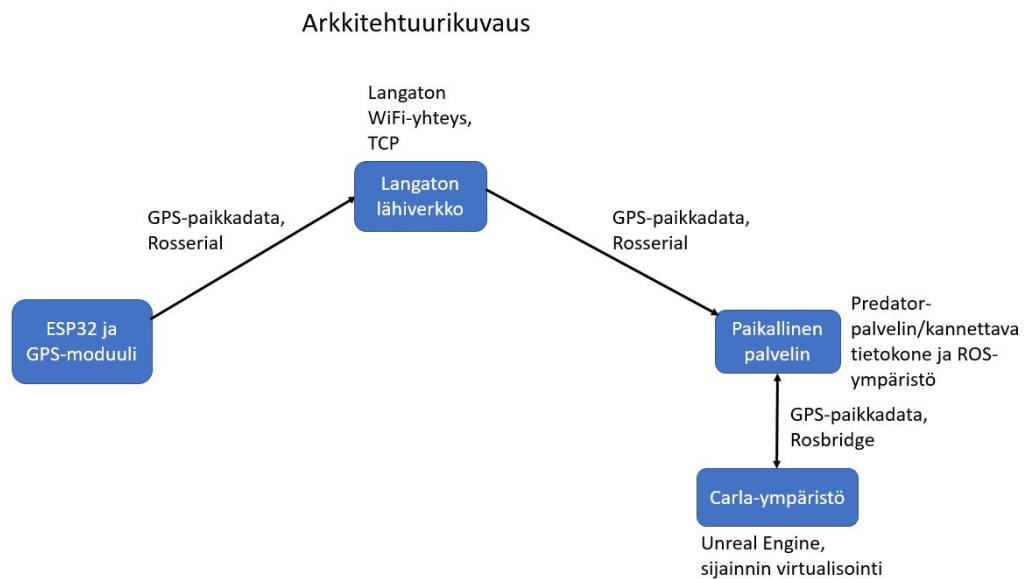 Arkkitehtuurikuvaus
Langaton
WiFi-yhteys,
TCP
Langaton
lähiverkko
GPS-paikkadata,
Rosserial
GPS-paikkadata,
Rosserial
ESP32 ja
GPS-moduuli
Paikallinen
palvelin
Predator-
palvelin/kannettava
tietokone ja ROS-
ympäristö
GPS-paikkadata,
Rosbridge
Carla-ympäristö
Unreal Engine,
sijainnin virtualisointi